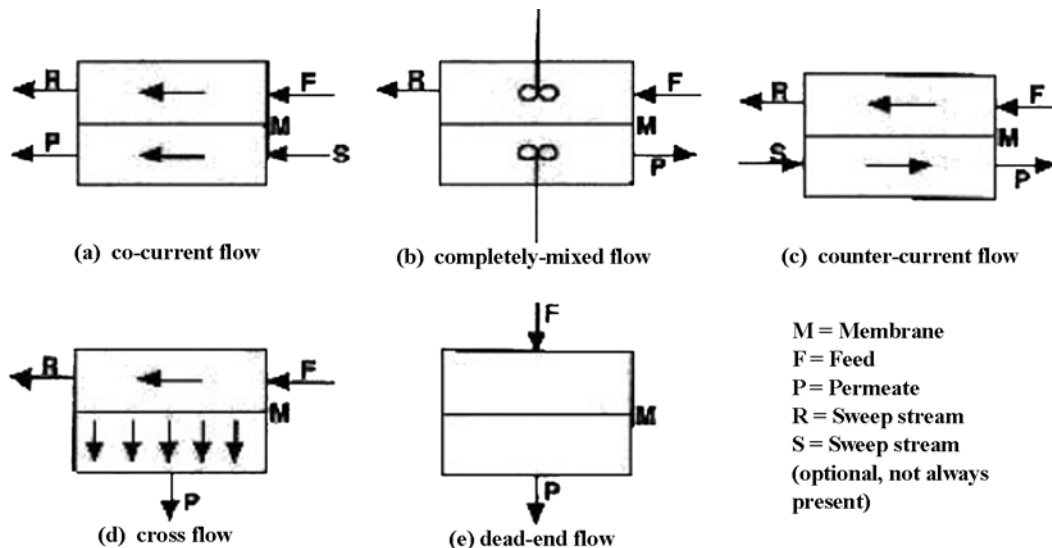 R
F
M
P
S
(a) co-current flow
R
F
M
P
(b) completely-mixed flow
R
F
M
S
P
(c) counter-current flow
R
F
M
P
(d) cross flow
F
M
P
(e) dead-end flow
M = Membrane
F = Feed
P = Permeate
R = Sweep stream
S = Sweep stream
(optional, not always
present)